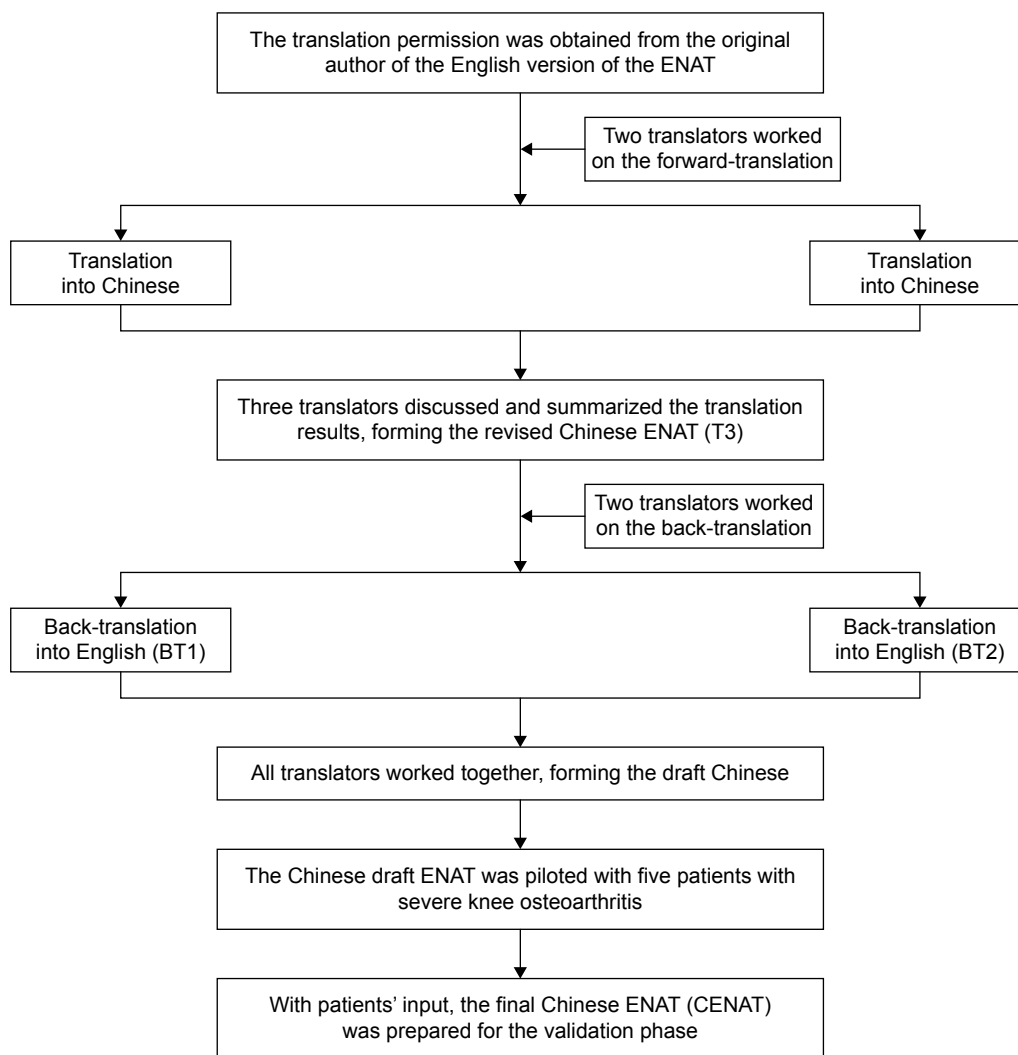 The translation permission was obtained from the original
author of the English version of the ENAT
Two translators worked
on the forward-translation
Translation
into Chinese
Translation
into Chinese
Three translators discussed and summarized the translation
results, forming the revised Chinese ENAT (T3)
Two translators worked
on the back-translation
Back-translation
into English (BT1)
Back-translation
into English (BT2)
All translators worked together, forming the draft Chinese
The Chinese draft ENAT was piloted with five patients with
severe knee osteoarthritis
With patients’ input, the final Chinese ENAT (CENAT)
was prepared for the validation phase